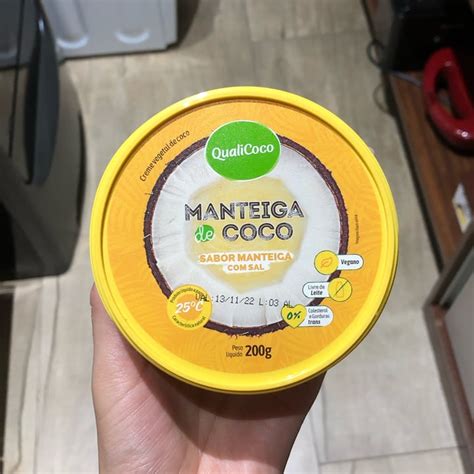 Creme vegetal de coco
QualiCoco
MANTEIGA
de COCO
SABOR MANTEIGA
COM SAL
VAL:13/11/22 L:03 AL
Vegano
Livre de
Leite
25°C
0%
Colesterol
e Gorduras
trans
Peso
Líquido 200g